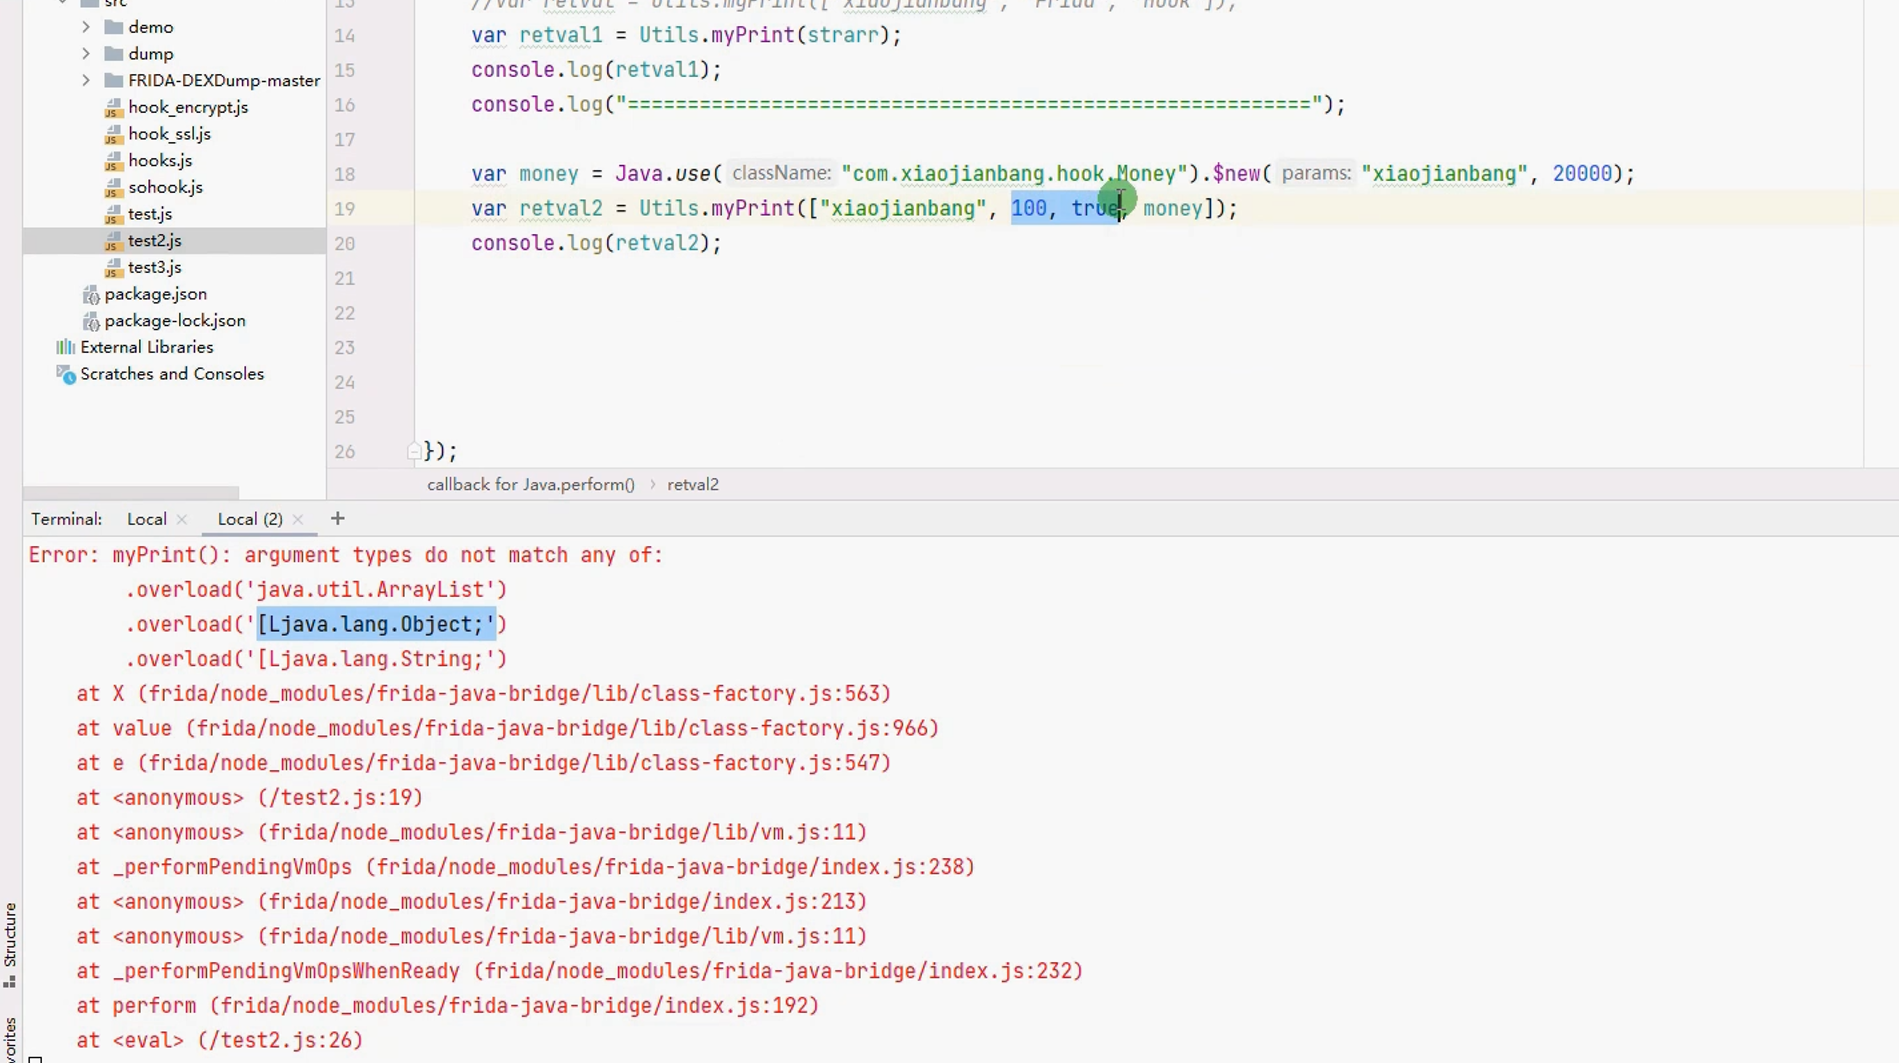 src
demo
dump
FRIDA-DEXDump-master
hook_encrypt.js
hook_ssl.js
hooks.js
sohook.js
test.js
test2.js
test3.js
package.json
package-lock.json
External Libraries
Scratches and Consoles
13 //var retval = Utils.myPrint(["xiaojianbang", "Frida", "hook"]);
14 var retval1 = Utils.myPrint(strarr);
15 console.log(retval1);
16 console.log("=========================================================");
17
18 var money = Java.use( className: "com.xiaojianbang.hook.Money").$new( params: "xiaojianbang", 20000);
19 var retval2 = Utils.myPrint(["xiaojianbang", 100, true, money]);
20 console.log(retval2);
21
22
23
24
25
26 });
callback for Java.perform() › retval2
Terminal: Local × Local (2) × +
Error: myPrint(): argument types do not match any of:
.overload('java.util.ArrayList')
.overload('[Ljava.lang.Object;')
.overload('[Ljava.lang.String;')
at X (frida/node_modules/frida-java-bridge/lib/class-factory.js:563)
at value (frida/node_modules/frida-java-bridge/lib/class-factory.js:966)
at e (frida/node_modules/frida-java-bridge/lib/class-factory.js:547)
at <anonymous> (/test2.js:19)
at <anonymous> (frida/node_modules/frida-java-bridge/lib/vm.js:11)
at _performPendingVmOps (frida/node_modules/frida-java-bridge/index.js:238)
at <anonymous> (frida/node_modules/frida-java-bridge/index.js:213)
at <anonymous> (frida/node_modules/frida-java-bridge/lib/vm.js:11)
at _performPendingVmOpsWhenReady (frida/node_modules/frida-java-bridge/index.js:232)
at perform (frida/node_modules/frida-java-bridge/index.js:192)
at <eval> (/test2.js:26)
Structure